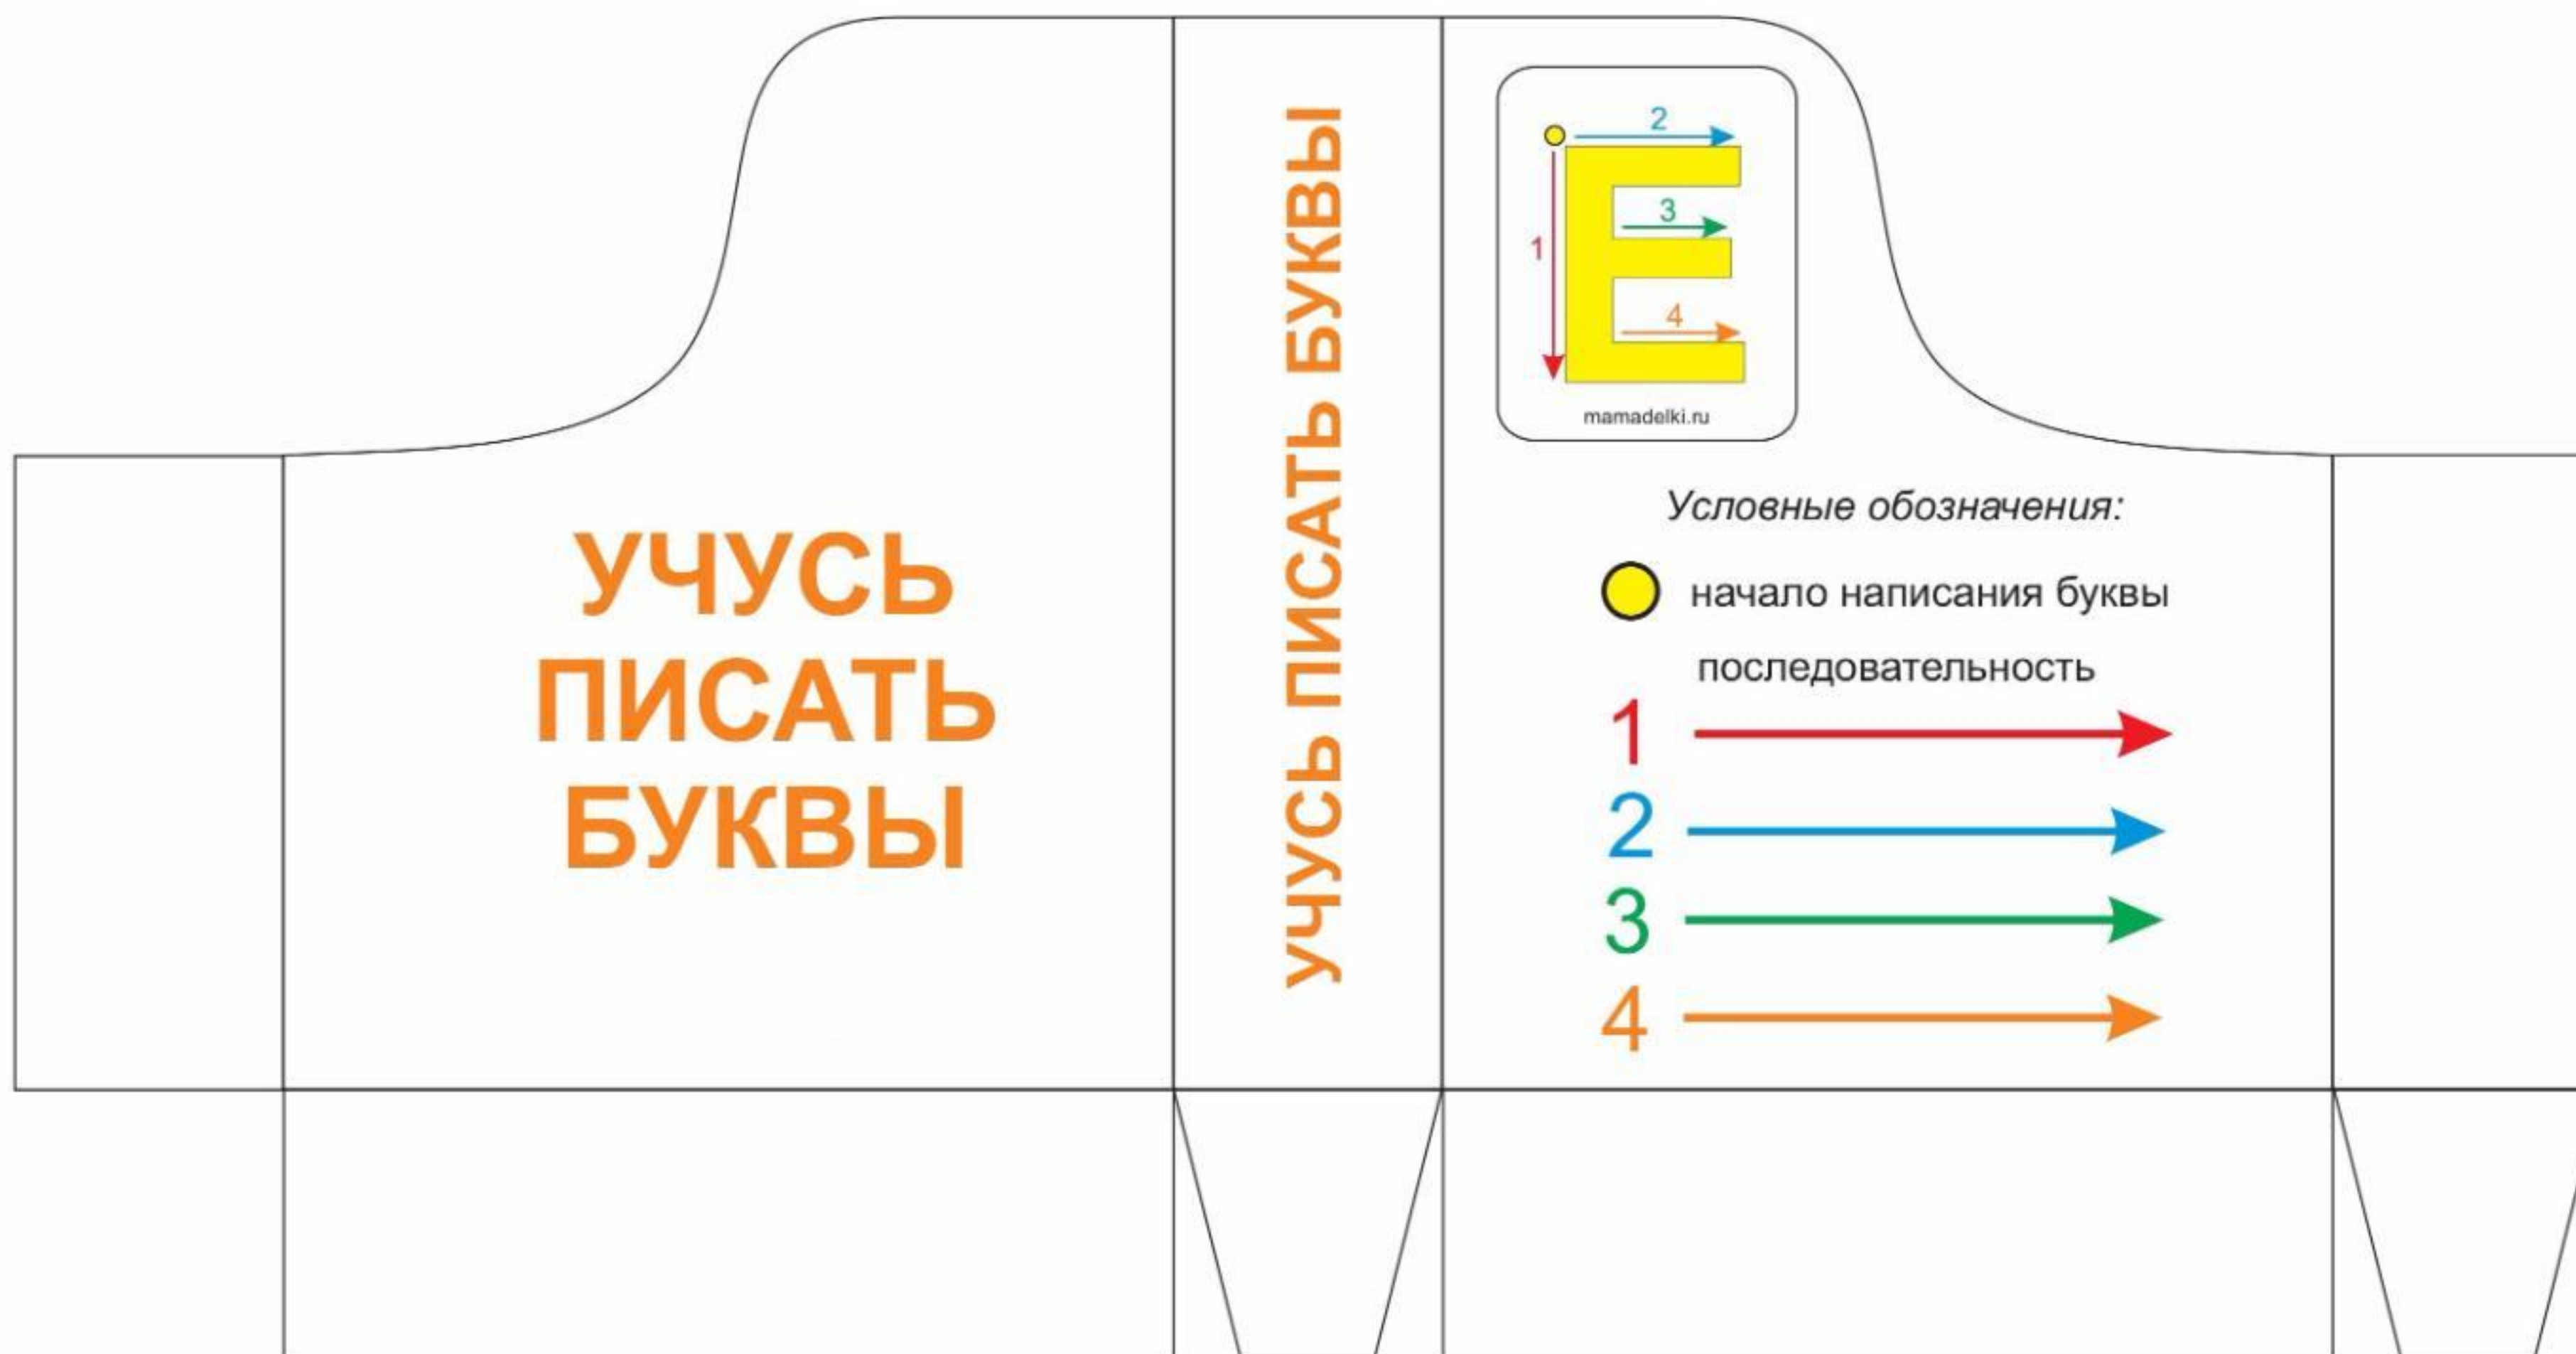 УЧУСЬ
ПИСАТЬ
БУКВЫ
УЧУСЬ ПИСАТЬ БУКВЫ
2
3
1
4
mamadelki.ru
Условные обозначения:
начало написания буквы
последовательность
1
2
3
4
Е